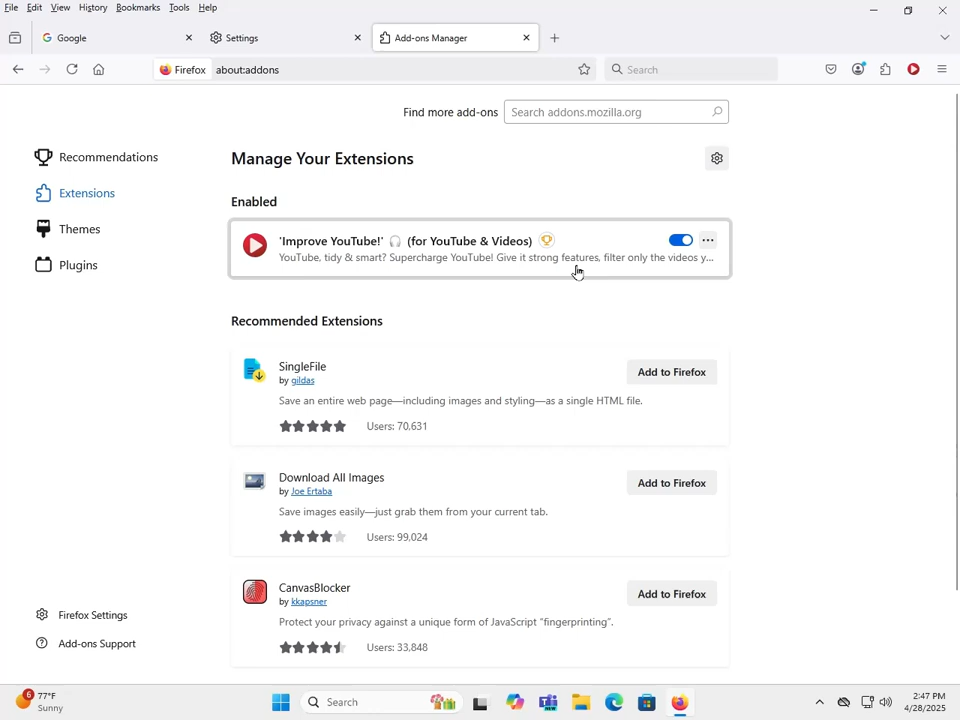 File Edit View History Bookmarks Tools Help
Google
Settings
Add-ons Manager
Firefox about:addons
Search
Find more add-ons
Search addons.mozilla.org
Recommendations
Extensions
Themes
Plugins
Manage Your Extensions
Enabled
'Improve YouTube!' 🎧 (for YouTube & Videos)
YouTube, tidy & smart? Supercharge YouTube! Give it strong features, filter only the videos y...
Recommended Extensions
SingleFile
by gildas
Add to Firefox
Save an entire web page—including images and styling—as a single HTML file.
Users: 70,631
Download All Images
by Joe Ertaba
Add to Firefox
Save images easily—just grab them from your current tab.
Users: 99,024
CanvasBlocker
by kkapsner
Add to Firefox
Protect your privacy against a unique form of JavaScript “fingerprinting”.
Users: 33,848
Firefox Settings
Add-ons Support
6
77°F
Sunny
Search
NEW
2:47 PM
4/28/2025